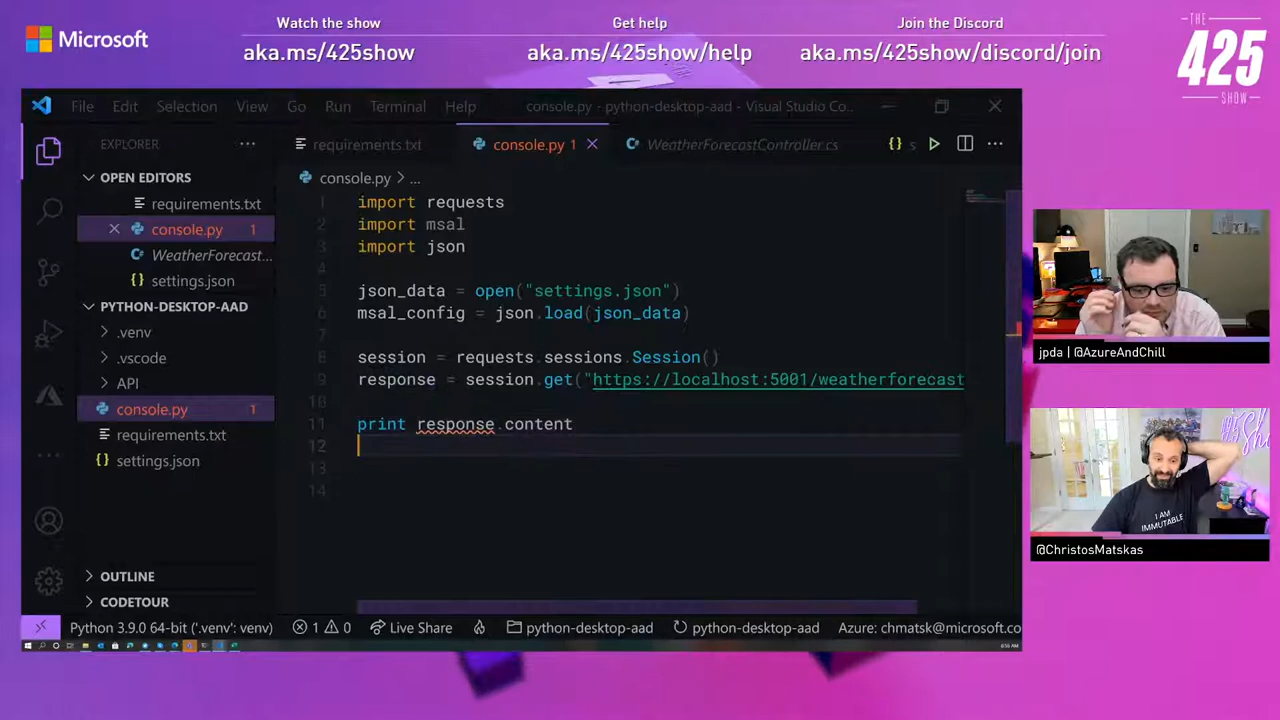 Microsoft
Watch the show
aka.ms/425show
Get help
aka.ms/425show/help
Join the Discord
aka.ms/425show/discord/join
THE
425
SHOW
File Edit Selection View Go Run Terminal Help
console.py - python-desktop-aad - Visual Studio Co...
EXPLORER ...
OPEN EDITORS
requirements.txt
console.py 1
WeatherForecast...
{} settings.json
PYTHON-DESKTOP-AAD
.venv
.vscode
API
console.py 1
requirements.txt
{} settings.json
OUTLINE
CODETOUR
requirements.txt
console.py 1
WeatherForecastController.cs
{} s
console.py > ...
1 import requests
2 import msal
3 import json
4
5 json_data = open("settings.json")
6 msal_config = json.load(json_data)
7
8 session = requests.sessions.Session()
9 response = session.get("https://localhost:5001/weatherforecast
10
11 print response.content
12
13
14
Python 3.9.0 64-bit ('.venv': venv) 1 0 Live Share python-desktop-aad python-desktop-aad Azure: chmatsk@microsoft.co
jpda | @AzureAndChill
I AM
IMMUTABLE
@ChristosMatskas